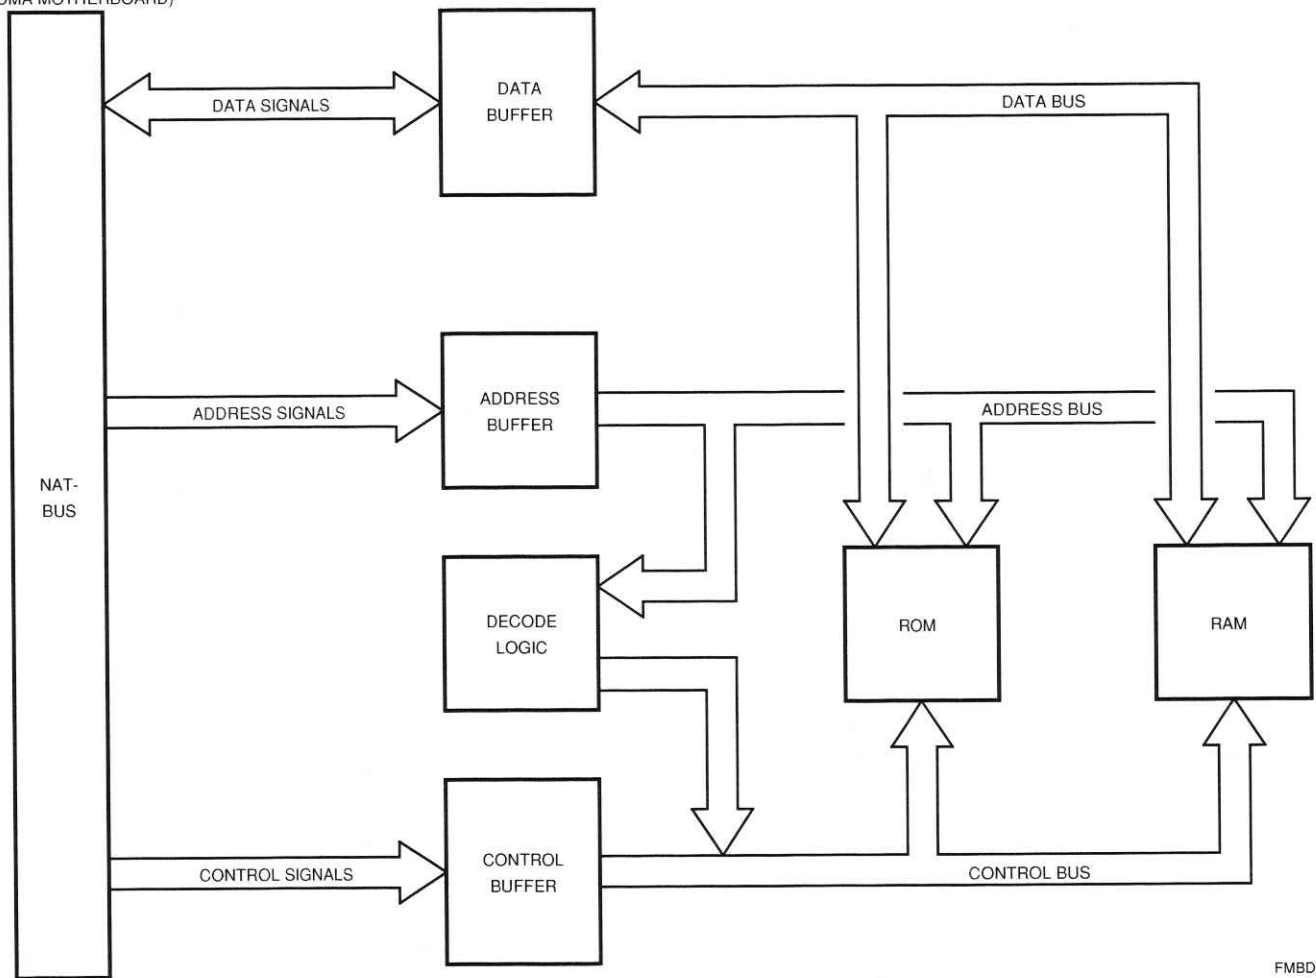 MOTHERBOARD)
DATA
BUFFER
DATA SIGNALS
DATA BUS
ADDRESS
BUFFER
ADDRESS SIGNALS
ADDRESS BUS
NAT-
BUS
DECODE
LOGIC
ROM
RAM
CONTROL
BUFFER
CONTROL SIGNALS
CONTROL BUS
FMBD